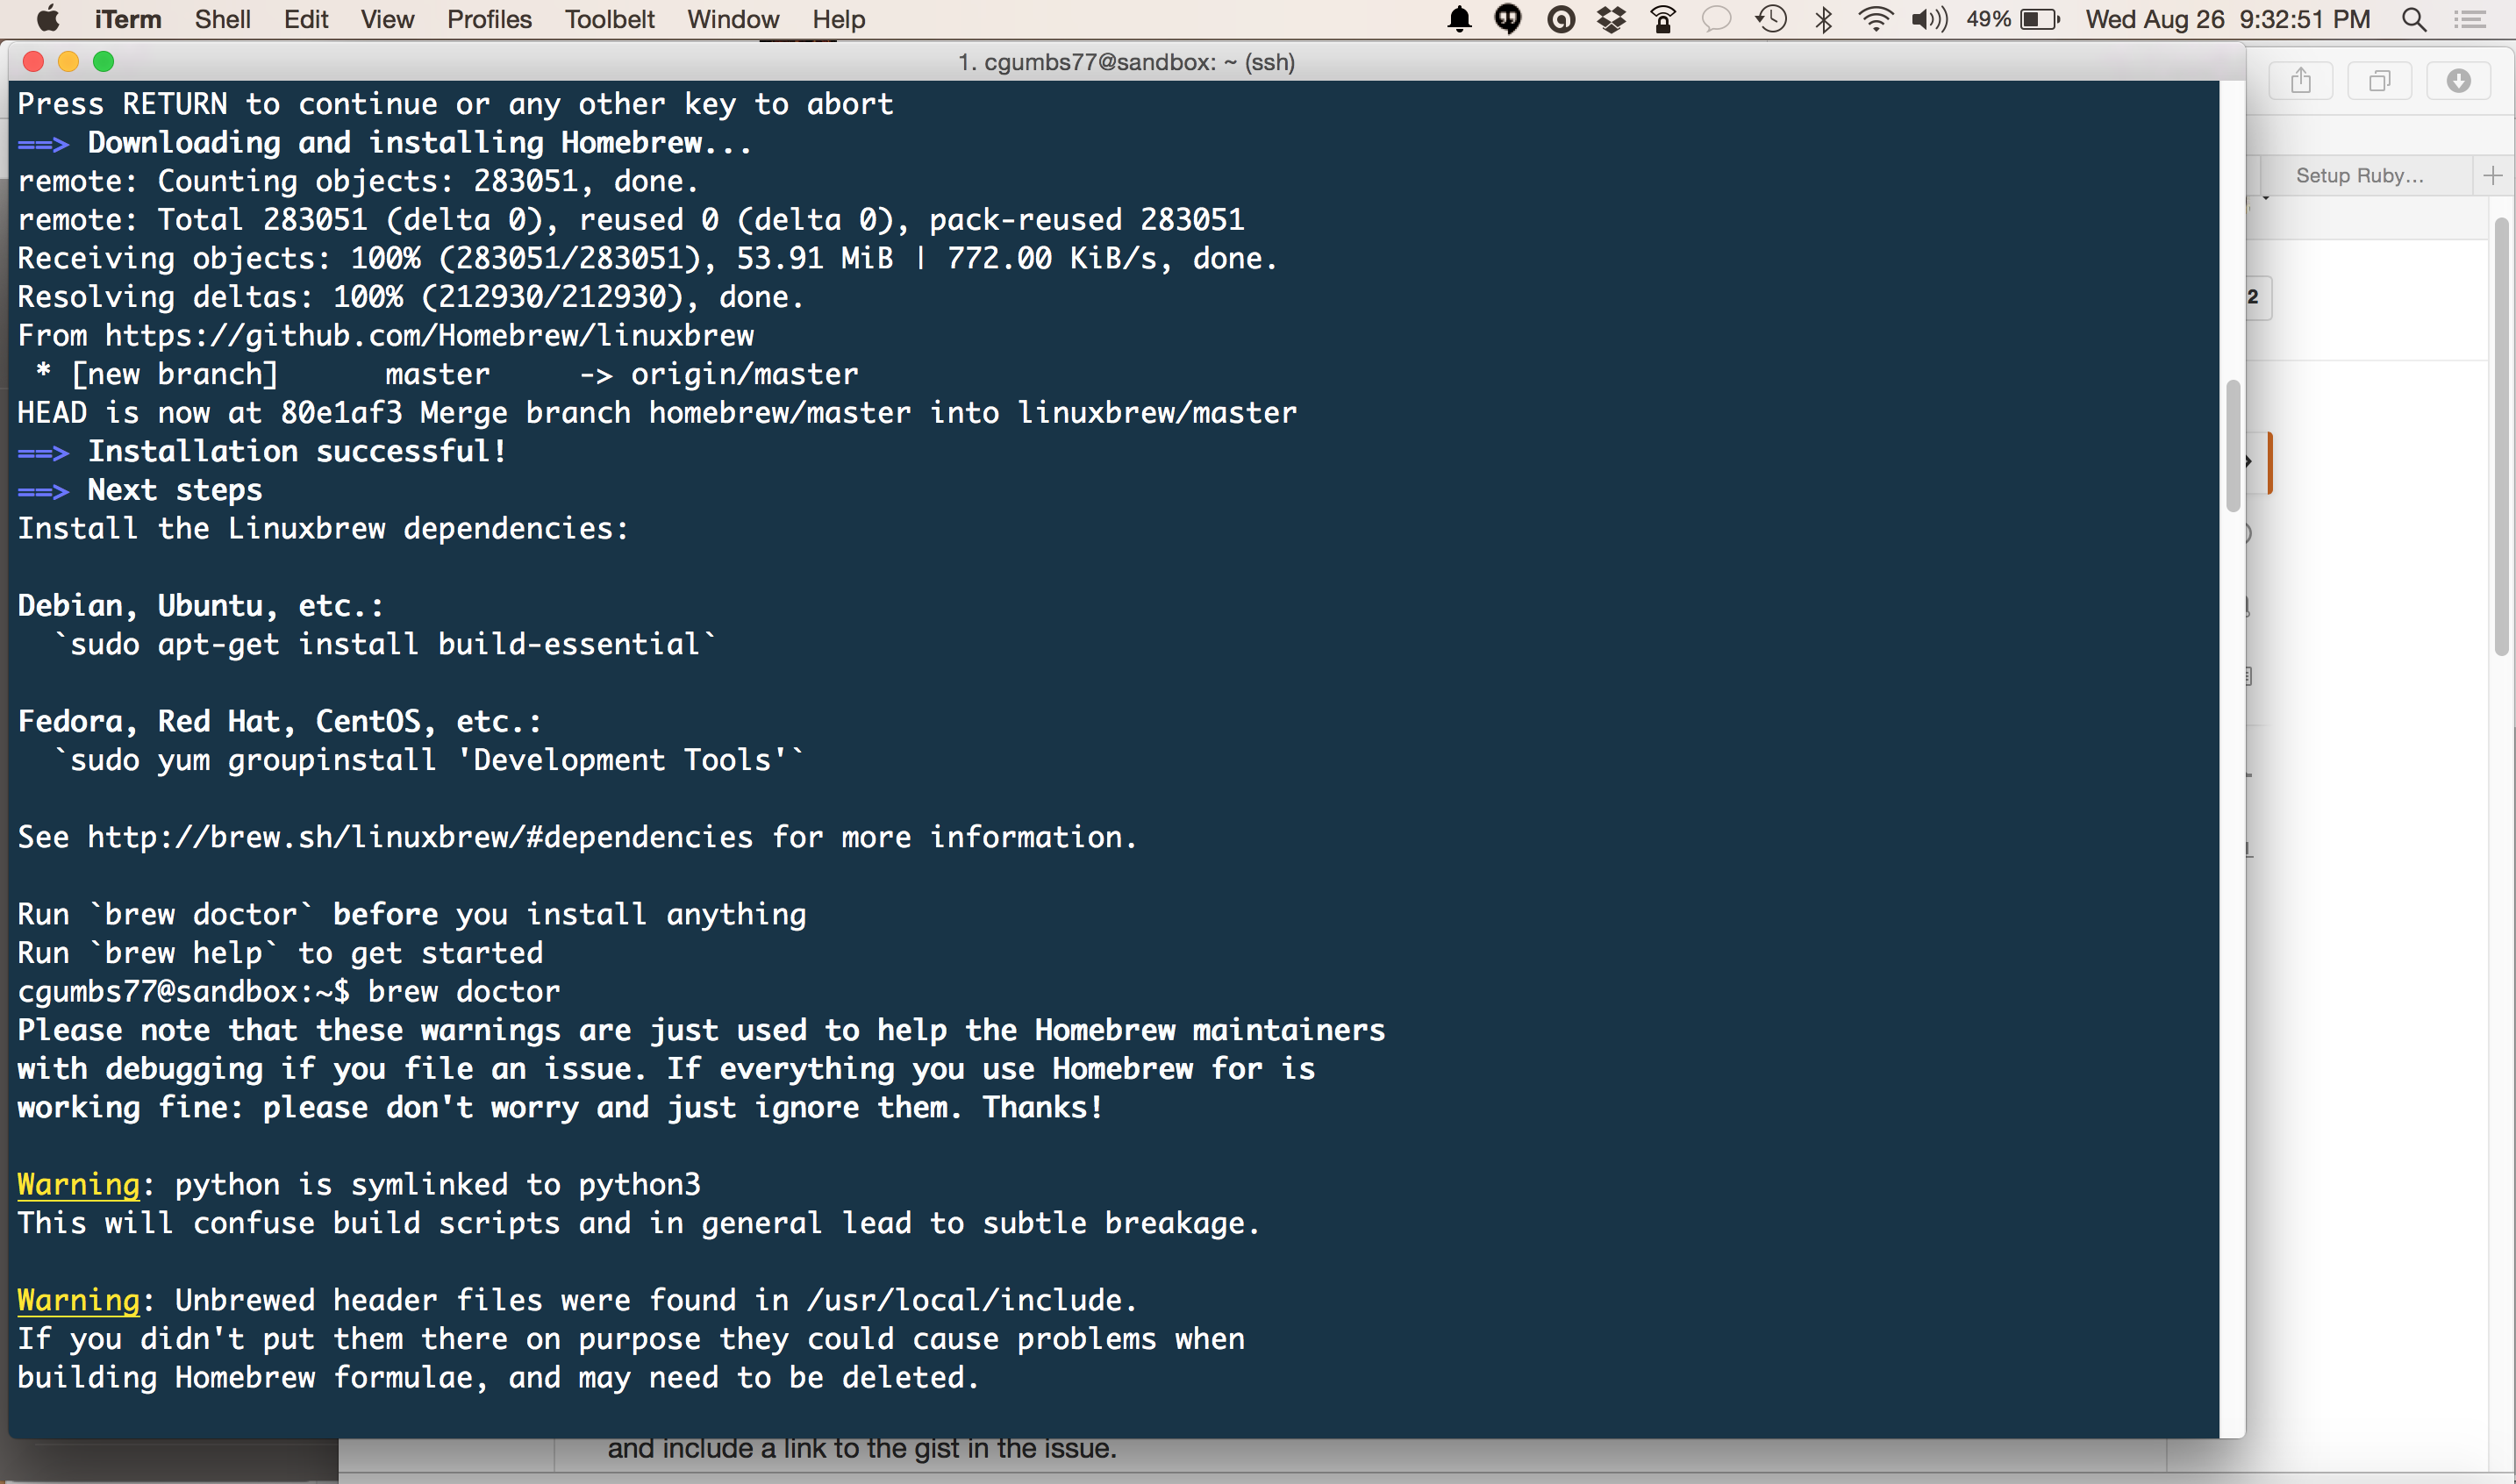 iTerm Shell Edit View Profiles Toolbelt Window Help 49% Wed Aug 26 9:32:51 PM
1. cgumbs77@sandbox: ~ (ssh)
Press RETURN to continue or any other key to abort
==> Downloading and installing Homebrew...
remote: Counting objects: 283051, done.
Setup Ruby...
remote: Total 283051 (delta 0), reused 0 (delta 0), pack-reused 283051
Receiving objects: 100% (283051/283051), 53.91 MiB | 772.00 KiB/s, done.
Resolving deltas: 100% (212930/212930), done.
2
From https://github.com/Homebrew/linuxbrew
 * [new branch]      master     -> origin/master
HEAD is now at 80e1af3 Merge branch homebrew/master into linuxbrew/master
==> Installation successful!
==> Next steps
Install the Linuxbrew dependencies:
Debian, Ubuntu, etc.:
  `sudo apt-get install build-essential`
Fedora, Red Hat, CentOS, etc.:
  `sudo yum groupinstall 'Development Tools'`
See http://brew.sh/linuxbrew/#dependencies for more information.
Run `brew doctor` before you install anything
Run `brew help` to get started
cgumbs77@sandbox:~$ brew doctor
Please note that these warnings are just used to help the Homebrew maintainers
with debugging if you file an issue. If everything you use Homebrew for is
working fine: please don't worry and just ignore them. Thanks!
Warning: python is symlinked to python3
This will confuse build scripts and in general lead to subtle breakage.
Warning: Unbrewed header files were found in /usr/local/include.
If you didn't put them there on purpose they could cause problems when
building Homebrew formulae, and may need to be deleted.
and include a link to the gist in the issue.